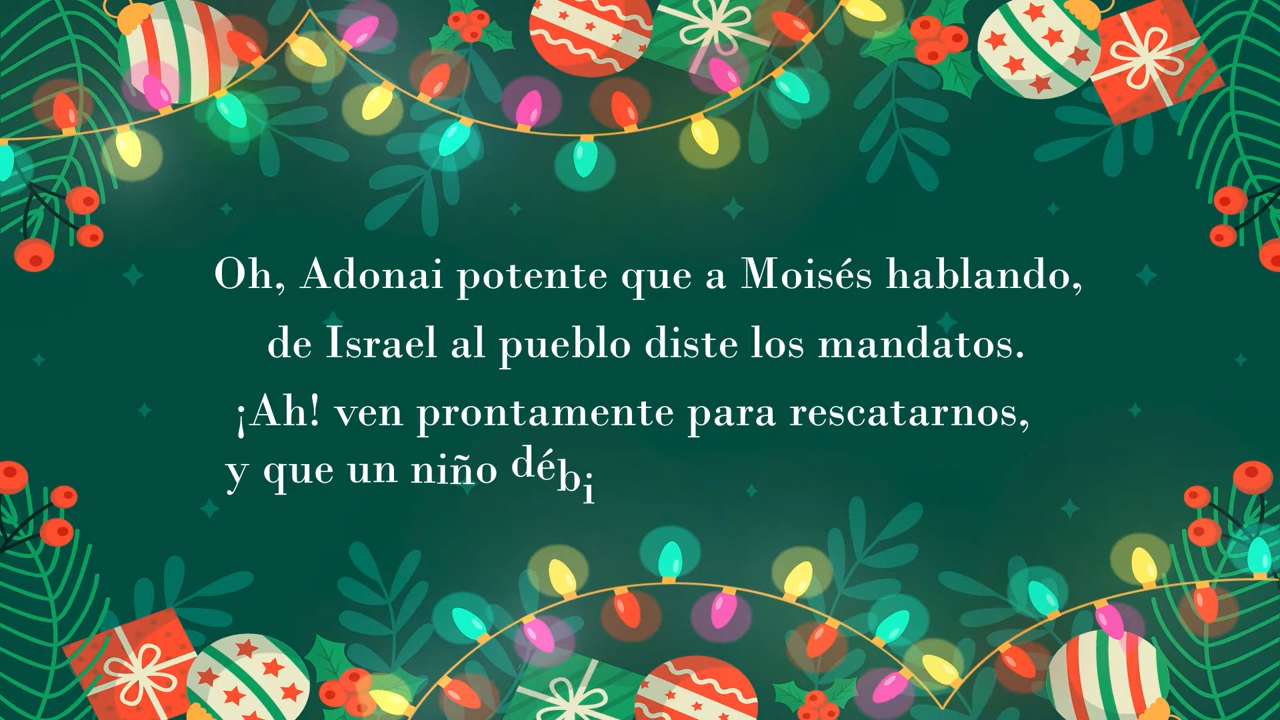 Oh, Adonai potente que a Moisés hablando,
de Israel al pueblo diste los mandatos.
¡Ah! ven prontamente para rescatarnos,
y que un niño débi